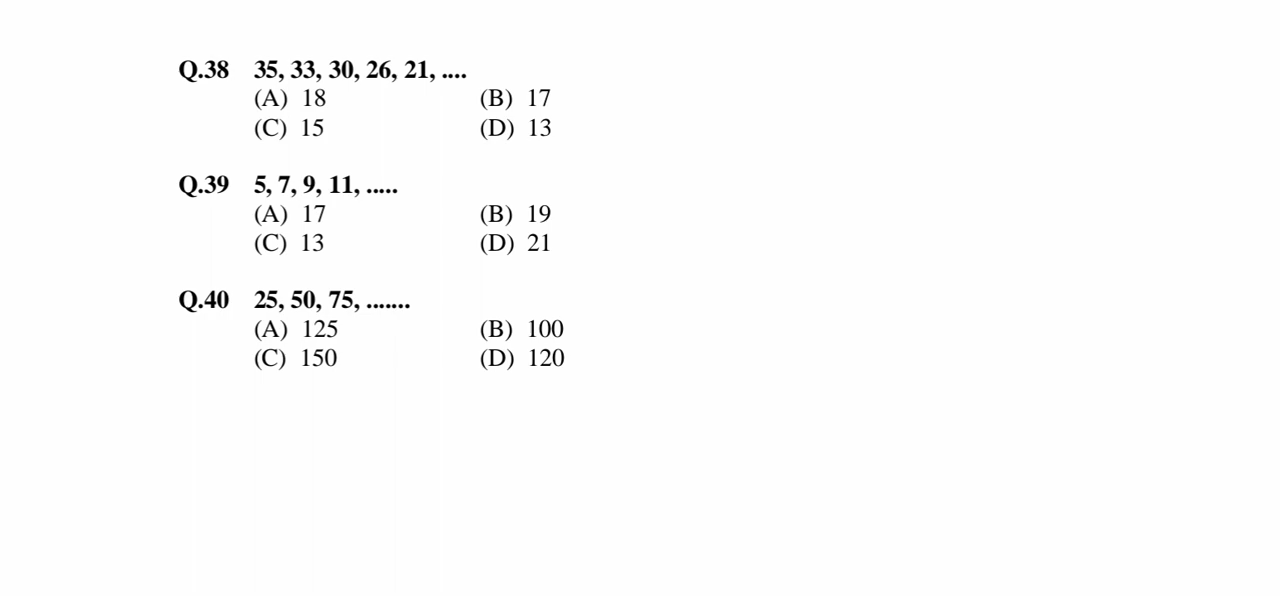 Q.38 35, 33, 30, 26, 21, ....
(A) 18 (B) 17
(C) 15 (D) 13
Q.39 5, 7, 9, 11, .....
(A) 17 (B) 19
(C) 13 (D) 21
Q.40 25, 50, 75, .......
(A) 125 (B) 100
(C) 150 (D) 120